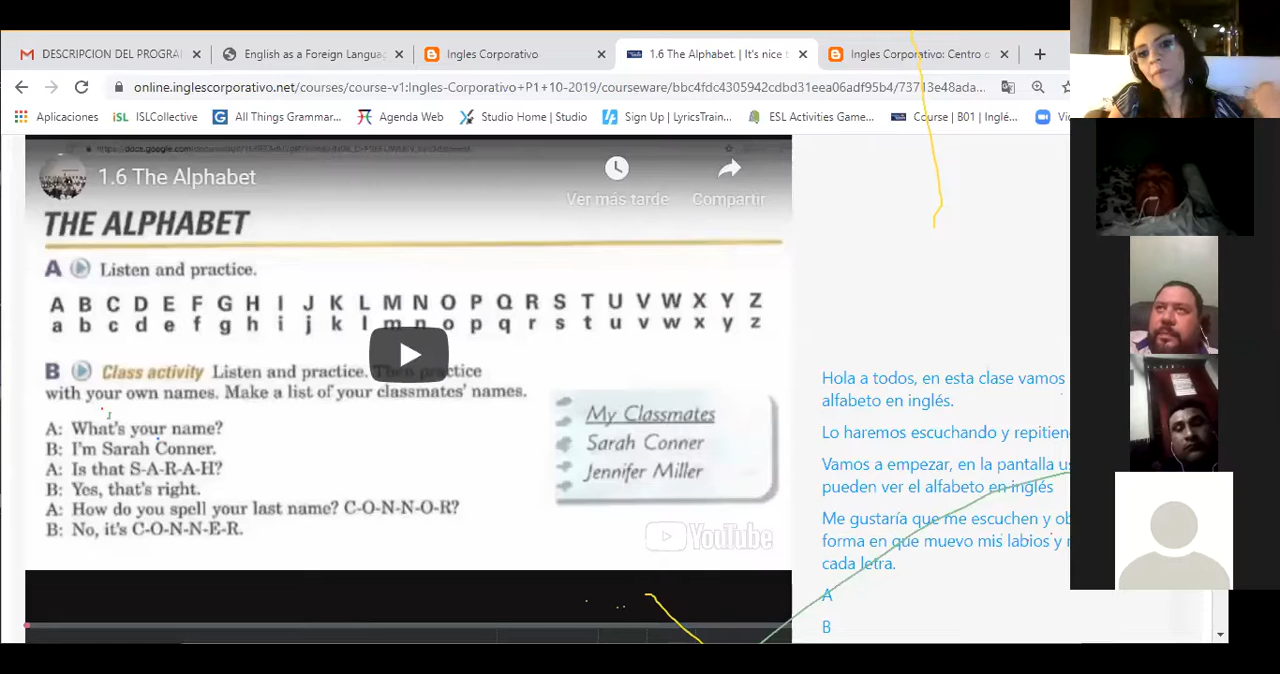 DESCRIPCION DEL PROGRA
English as a Foreign Langua
Ingles Corporativo
1.6 The Alphabet. | It's nice t
Ingles Corporativo: Centro
online.inglescorporativo.net/courses/course-v1:Ingles-Corporativo+P1+10-2019/courseware/bbc4fdc4305942cdbd31eea06adf95b4/73713e48ada...
Aplicaciones
iSL ISLCollective
All Things Grammar...
Agenda Web
Studio Home | Studio
Sign Up | LyricsTrain...
ESL Activities Game...
Course | B01 | Inglé...
1.6 The Alphabet
Ver más tarde
Compartir
THE ALPHABET
A Listen and practice.
A B C D E F G H I J K L M N O P Q R S T U V W X Y Z
a b c d e f g h i j k l m n o p q r s t u v w x y z
B Class activity Listen and practice. Then practice
with your own names. Make a list of your classmates' names.
A: What's your name?
B: I'm Sarah Conner.
A: Is that S-A-R-A-H?
B: Yes, that's right.
A: How do you spell your last name? C-O-N-N-O-R?
B: No, it's C-O-N-N-E-R.
My Classmates
Sarah Conner
Jennifer Miller
YouTube
Hola a todos, en esta clase vamos
alfabeto en inglés.
Lo haremos escuchando y repitien
Vamos a empezar, en la pantalla us
pueden ver el alfabeto en inglés
Me gustaría que me escuchen y ob
forma en que muevo mis labios y
cada letra.
A
B